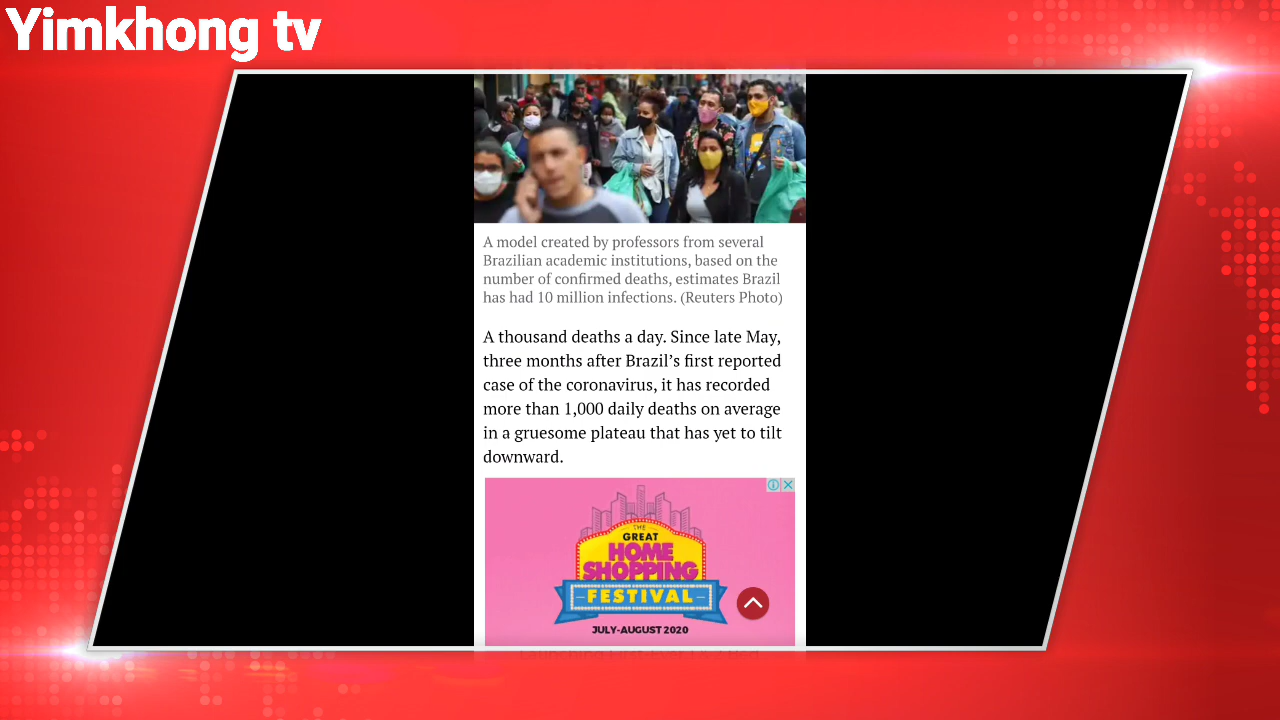 Yimkhong tv
A model created by professors from several
Brazilian academic institutions, based on the
number of confirmed deaths, estimates Brazil
has had 10 million infections. (Reuters Photo)
A thousand deaths a day. Since late May,
three months after Brazil’s first reported
case of the coronavirus, it has recorded
more than 1,000 daily deaths on average
in a gruesome plateau that has yet to tilt
downward.
THE
GREAT
HOME
SHOPPING
FESTIVAL
JULY-AUGUST 2020